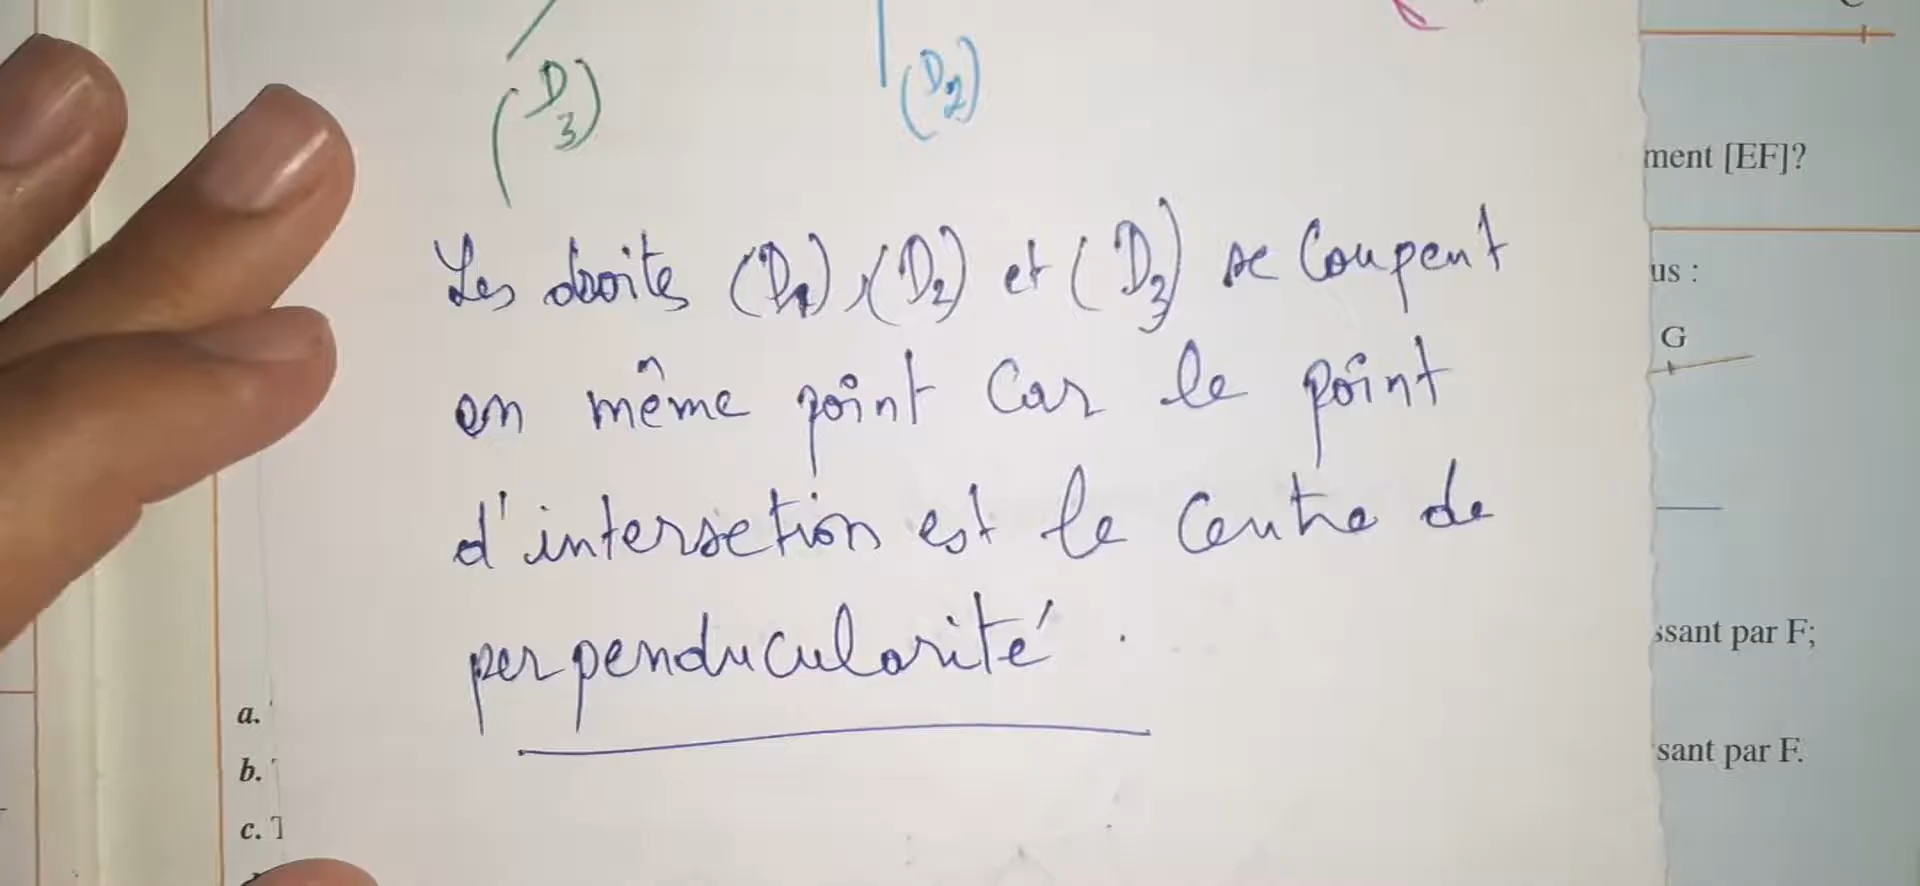 (D3)
(D2)
ment [EF]?
Les droites (D1), (D2) et (D3) se Coupent
us :
G
en même point Car le point
d'intersetion est le Centre de
perpenducularité.
ssant par F;
a.
sant par F.
b.
c.